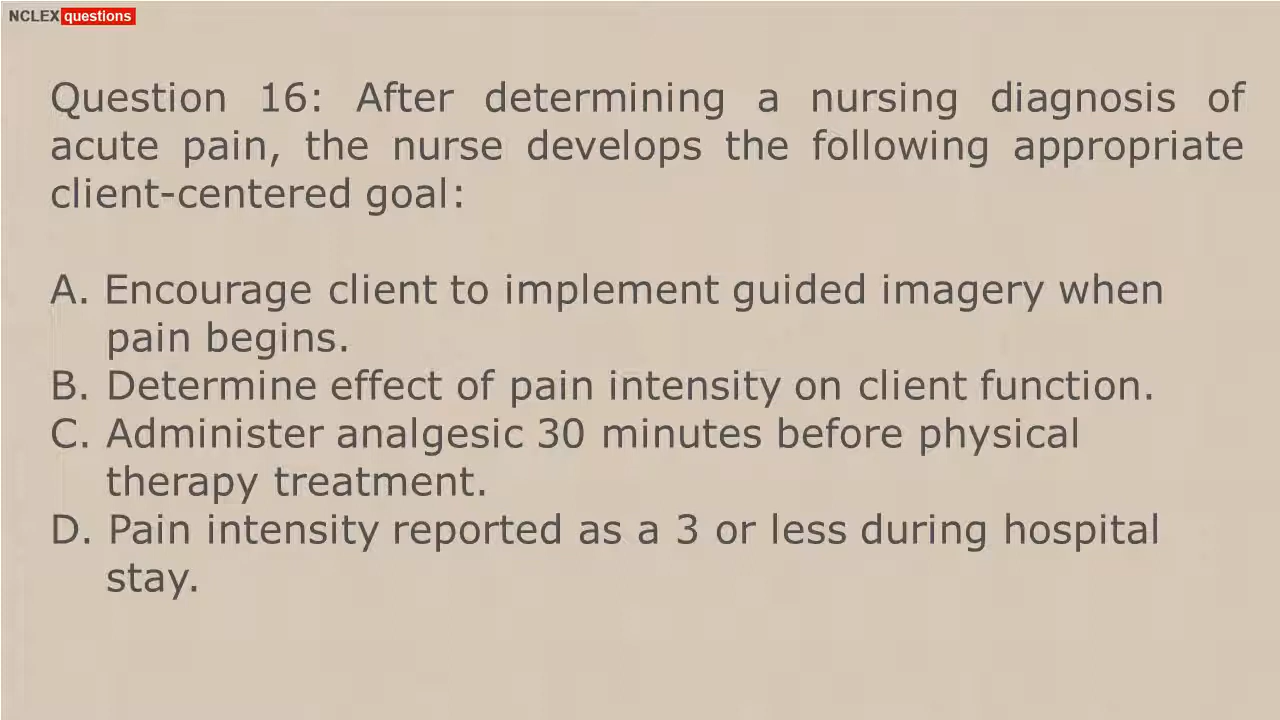 NCLEX questions
Question 16: After determining a nursing diagnosis of
acute pain, the nurse develops the following appropriate
client-centered goal:
A. Encourage client to implement guided imagery when
pain begins.
B. Determine effect of pain intensity on client function.
C. Administer analgesic 30 minutes before physical
therapy treatment.
D. Pain intensity reported as a 3 or less during hospital
stay.